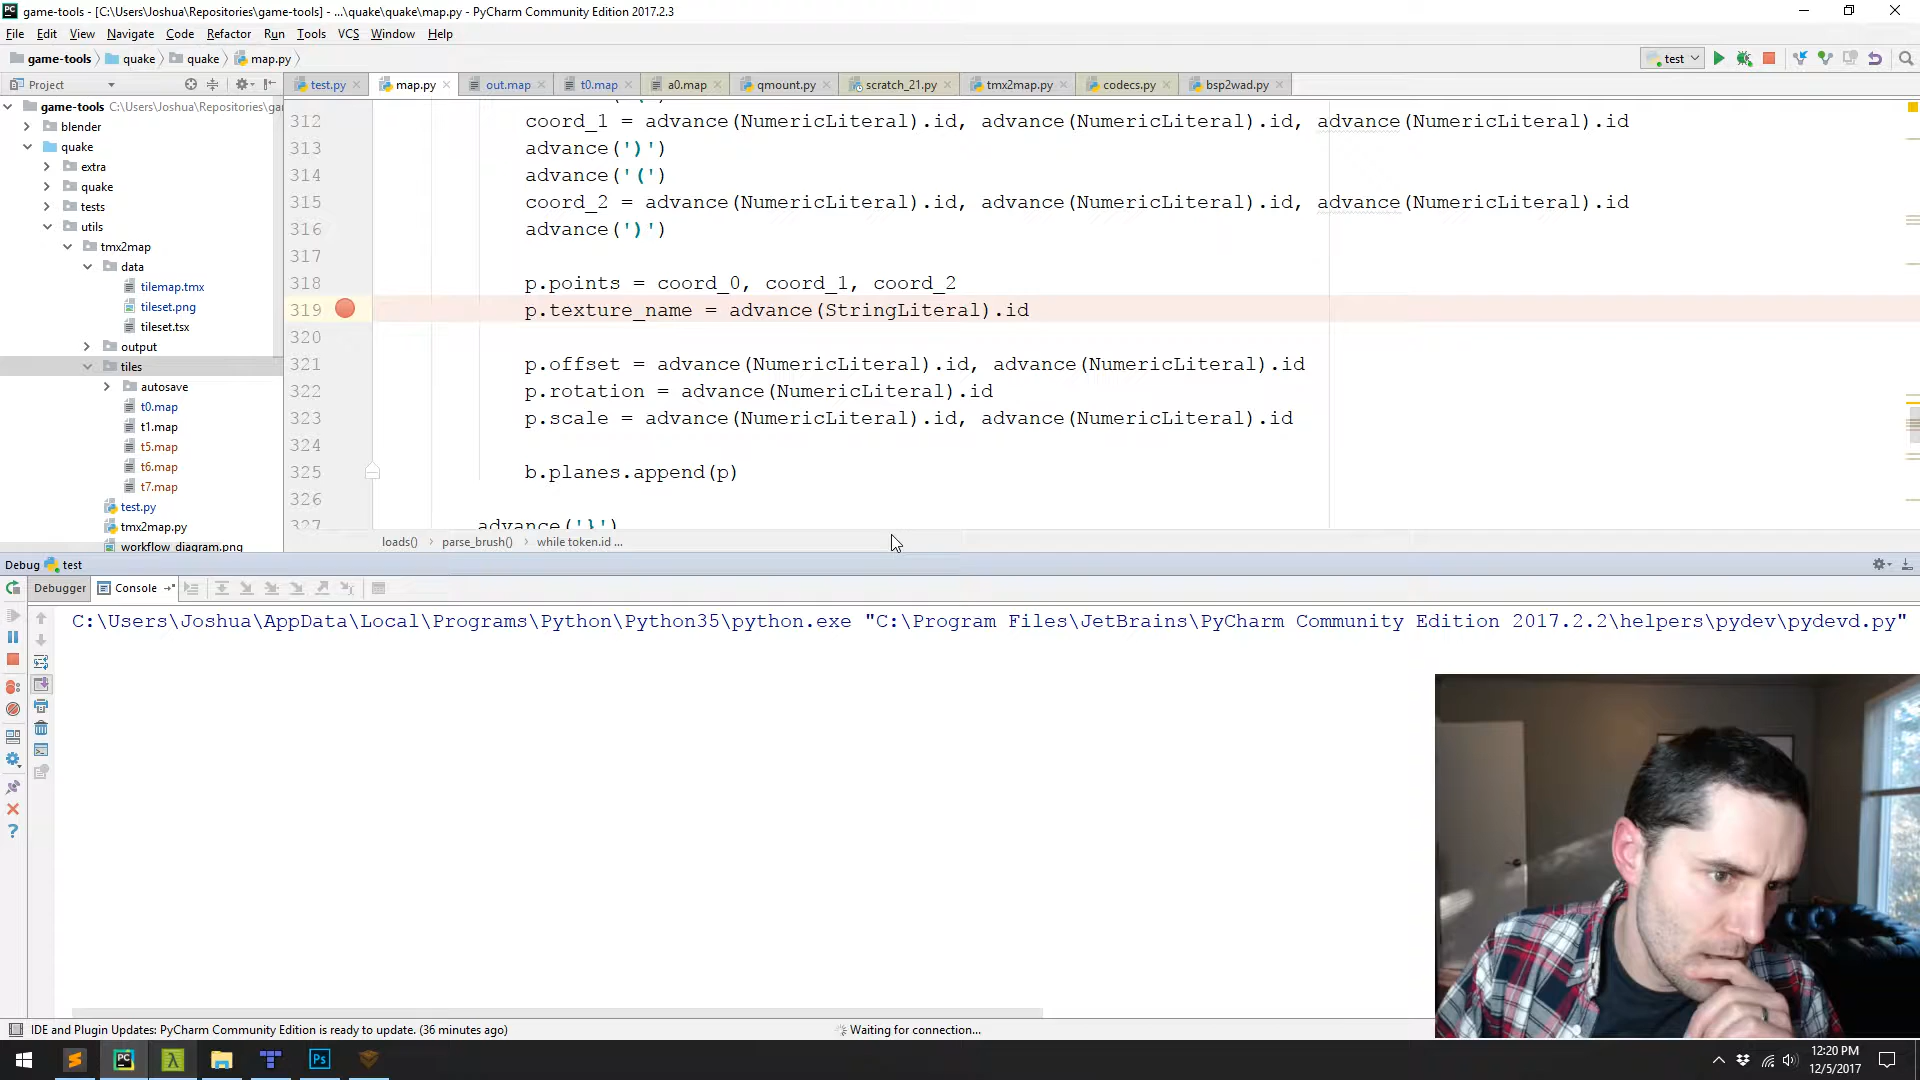 game-tools - [C:\Users\Joshua\Repositories\game-tools] - ...\quake\quake\map.py - PyCharm Community Edition 2017.2.3
File Edit View Navigate Code Refactor Run Tools VCS Window Help
game-tools quake quake map.py test
Project test.py map.py out.map t0.map a0.map qmount.py scratch_21.py tmx2map.py codecs.py bsp2wad.py
game-tools C:\Users\Joshua\Repositories\ga
blender
quake
extra
quake
tests
utils
tmx2map
data
tilemap.tmx
tileset.png
tileset.tsx
output
tiles
autosave
t0.map
t1.map
t5.map
t6.map
t7.map
test.py
tmx2map.py
workflow_diagram.png
312 coord_1 = advance(NumericLiteral).id, advance(NumericLiteral).id, advance(NumericLiteral).id
313 advance(')')
314 advance('(')
315 coord_2 = advance(NumericLiteral).id, advance(NumericLiteral).id, advance(NumericLiteral).id
316 advance(')')
317
318 p.points = coord_0, coord_1, coord_2
319 p.texture_name = advance(StringLiteral).id
320
321 p.offset = advance(NumericLiteral).id, advance(NumericLiteral).id
322 p.rotation = advance(NumericLiteral).id
323 p.scale = advance(NumericLiteral).id, advance(NumericLiteral).id
324
325 b.planes.append(p)
326
327 advance('}')
loads() parse_brush() while token.id ...
Debug test
Debugger Console
C:\Users\Joshua\AppData\Local\Programs\Python\Python35\python.exe "C:\Program Files\JetBrains\PyCharm Community Edition 2017.2.2\helpers\pydev\pydevd.py"
IDE and Plugin Updates: PyCharm Community Edition is ready to update. (36 minutes ago) Waiting for connection...
12:20 PM
12/5/2017